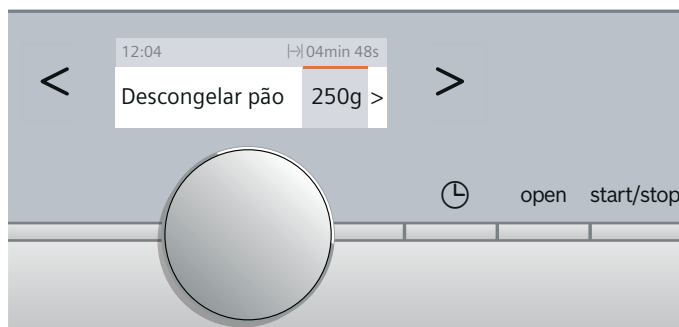 12:04 04min 48s
< Descongelar pão 250g > >
open start/stop